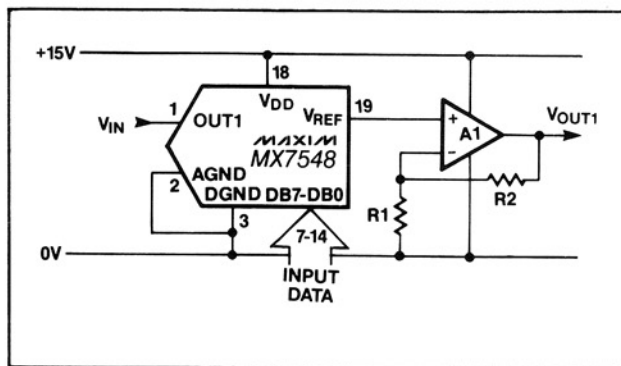 +15V
18
1
VDD
19
VIN
OUT1
VREF
+
A1
VOUT1
MAXIM
MX7548
−
AGND
2
DGND DB7-DB0
R2
3
R1
7-14
0V
INPUT
DATA